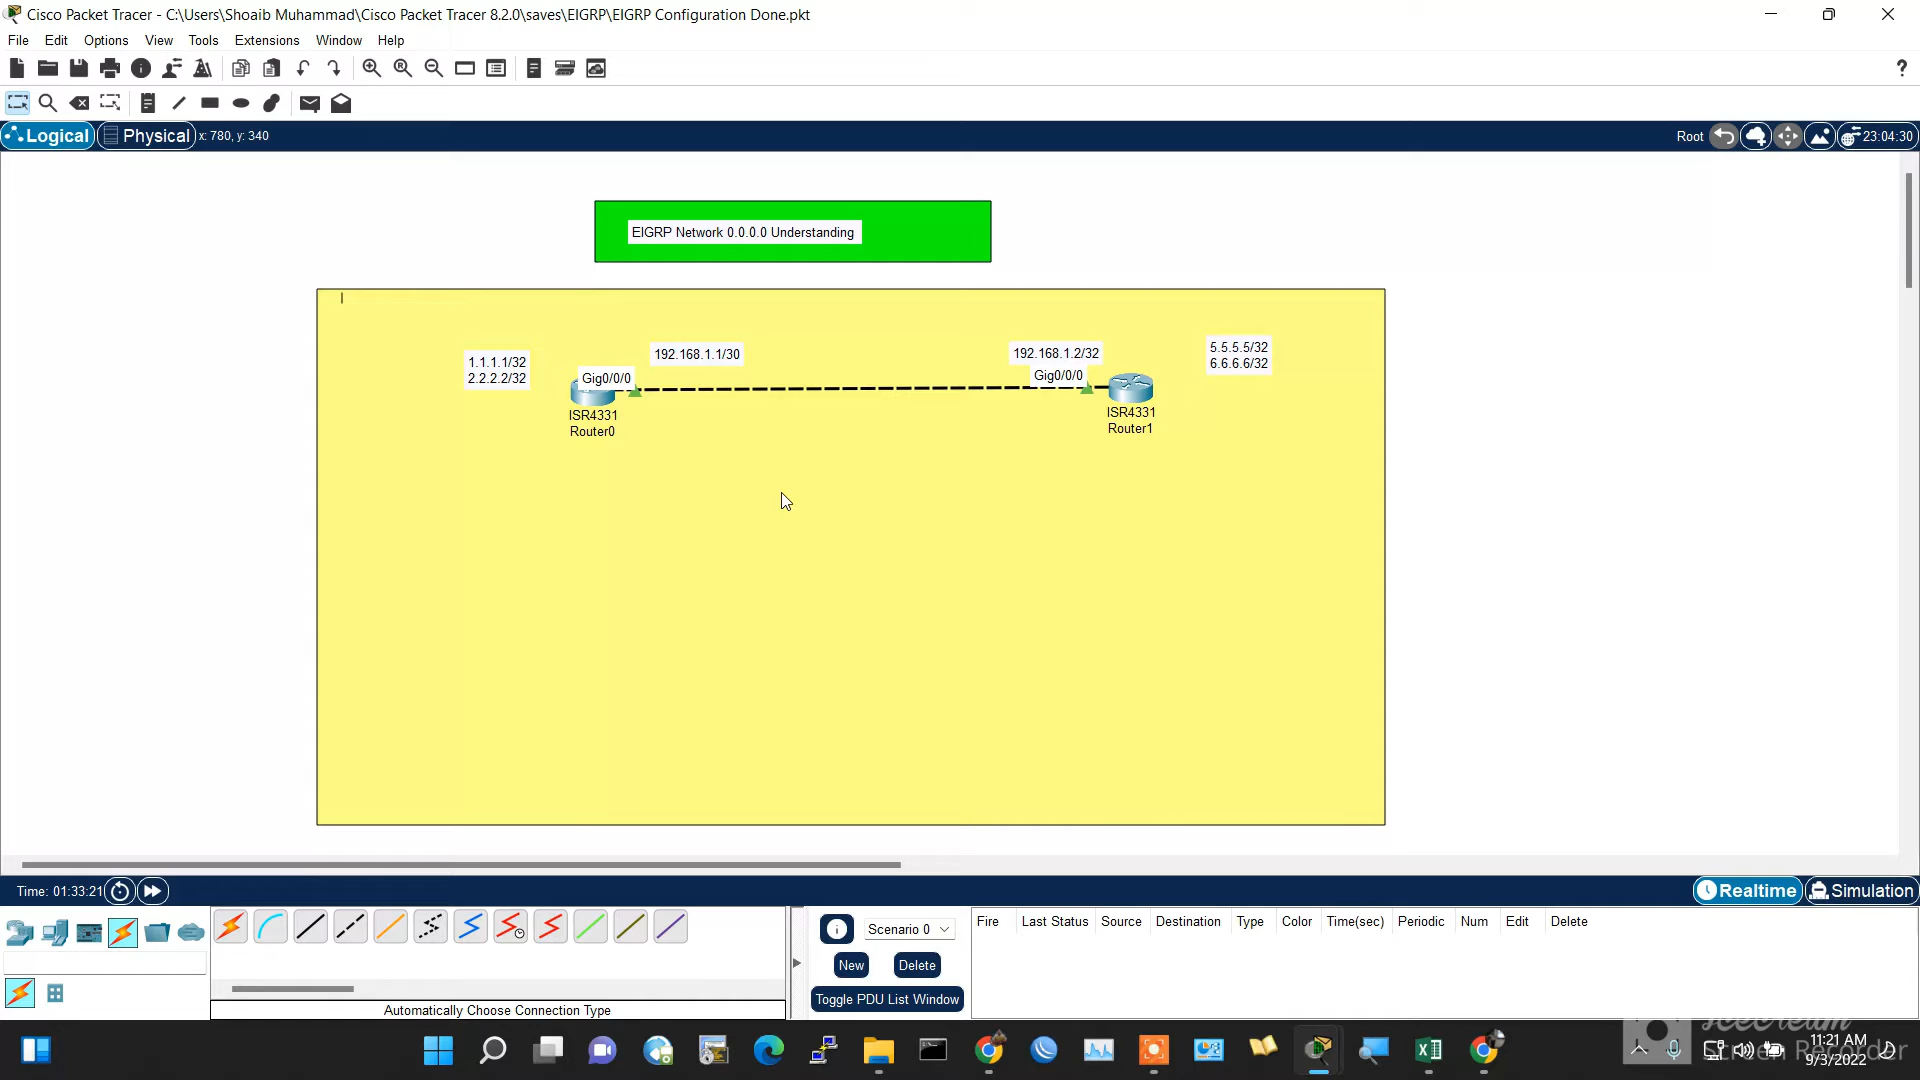 Cisco Packet Tracer - C:\Users\Shoaib Muhammad\Cisco Packet Tracer 8.2.0\saves\EIGRP\EIGRP Configuration Done.pkt
File Edit Options View Tools Extensions Window Help
?
Logical Physical x: 780, y: 340
Root 23:04:30
EIGRP Network 0.0.0.0 Understanding
1.1.1.1/32
2.2.2.2/32
192.168.1.1/30
Gig0/0/0
ISR4331
Router0
192.168.1.2/32
Gig0/0/0
ISR4331
Router1
5.5.5.5/32
6.6.6.6/32
Time: 01:33:21
Realtime Simulation
Scenario 0
New Delete
Toggle PDU List Window
Fire Last Status Source Destination Type Color Time(sec) Periodic Num Edit Delete
Automatically Choose Connection Type
Icecream
Screen Recorder
11:21 AM
9/3/2022